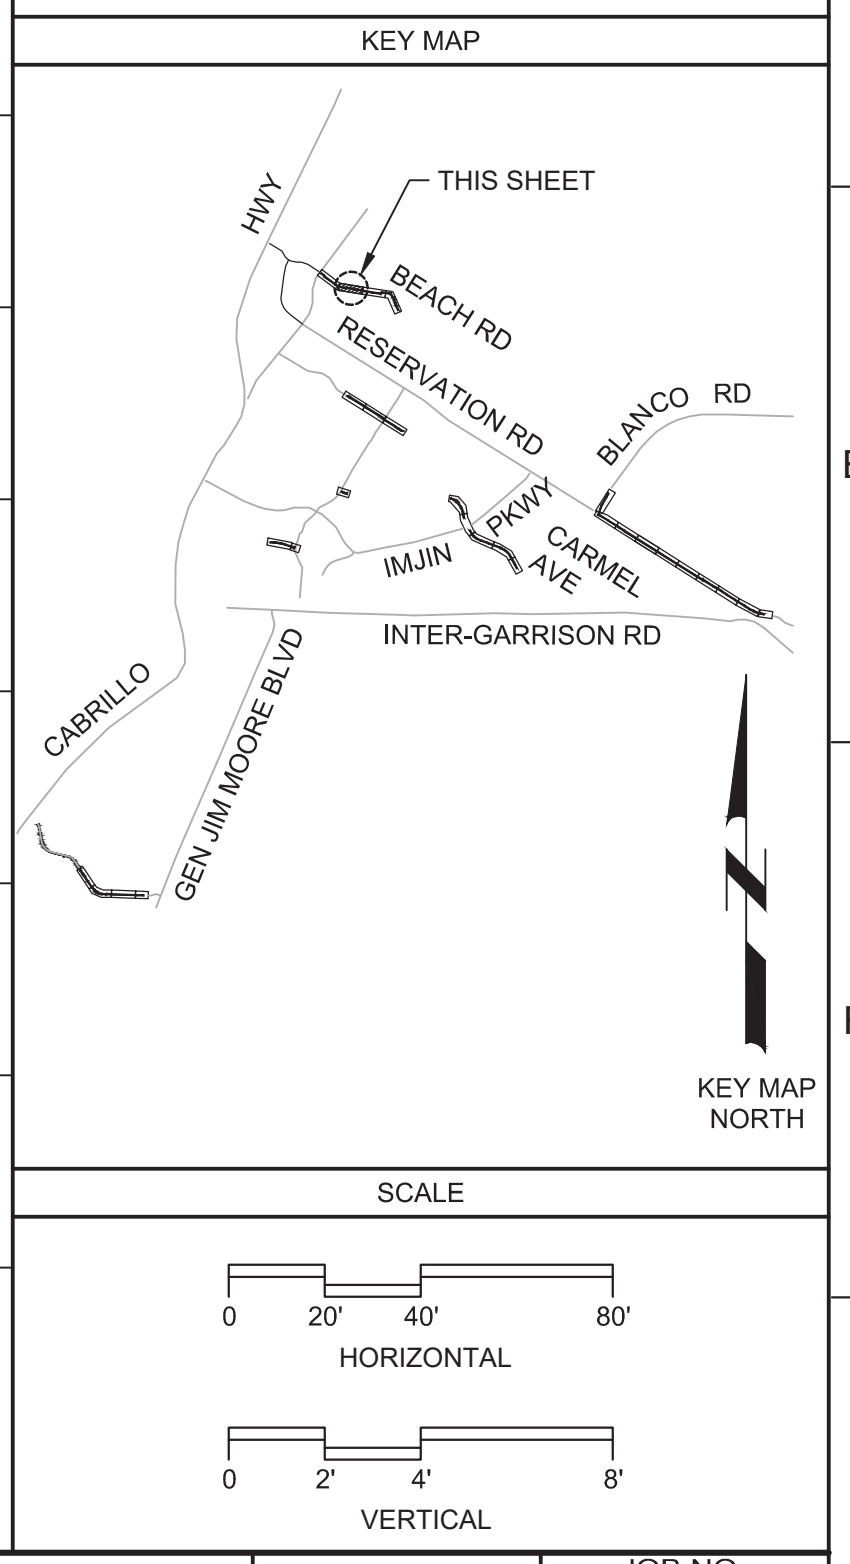 KEY MAP
THIS SHEET
HWY
BEACH RD
RESERVATION RD
BLANCO RD
IMJIN PKWY
CARMEL
AVE
INTER-GARRISON RD
CABRILLO
GEN JIM MOORE BLVD
KEY MAP
NORTH
SCALE
0 20' 40' 80'
HORIZONTAL
0 2' 4' 8'
VERTICAL